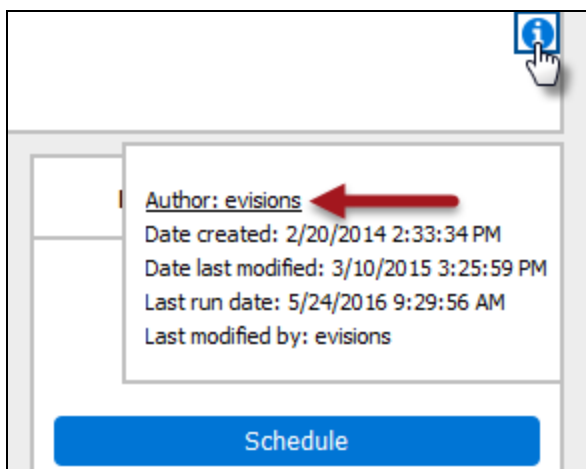 Author: evisions
Date created: 2/20/2014 2:33:34 PM
Date last modified: 3/10/2015 3:25:59 PM
Last run date: 5/24/2016 9:29:56 AM
Last modified by: evisions
Schedule